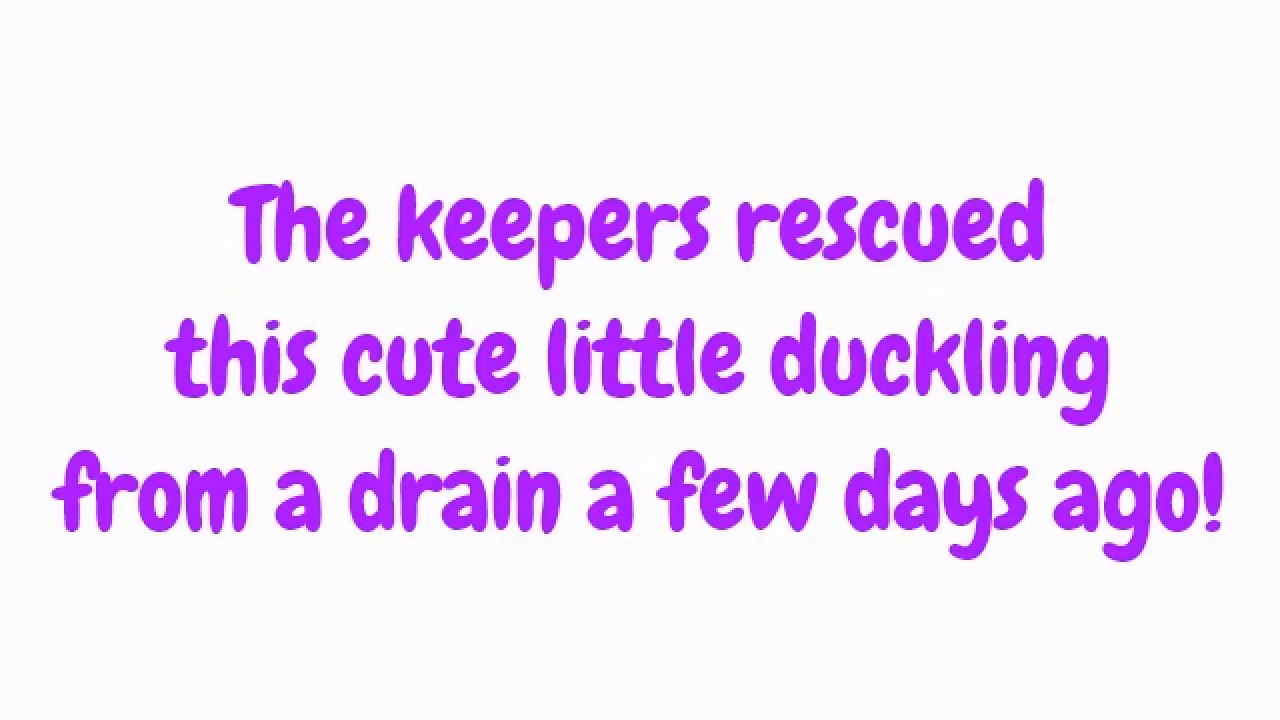 The keepers rescued
this cute little duckling
from a drain a few days ago!